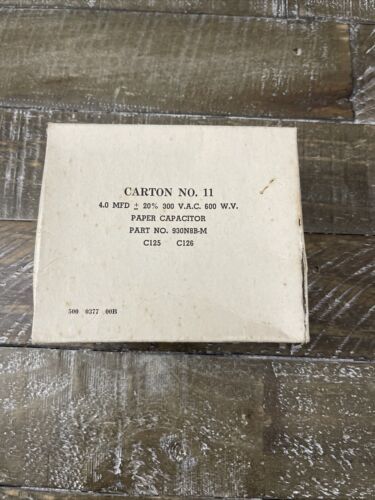 CARTON NO. 11
4.0 MFD ± 20% 300 V.A.C. 600 W.V.
PAPER CAPACITOR
PART NO. 930N8B-M
C125 C126
500 0377 00B